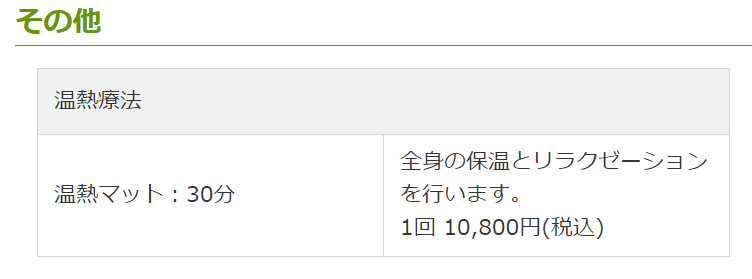 その他
温熱療法
温熱マット：30分
全身の保温とリラクゼーション
を行います。
1回 10,800円(税込)